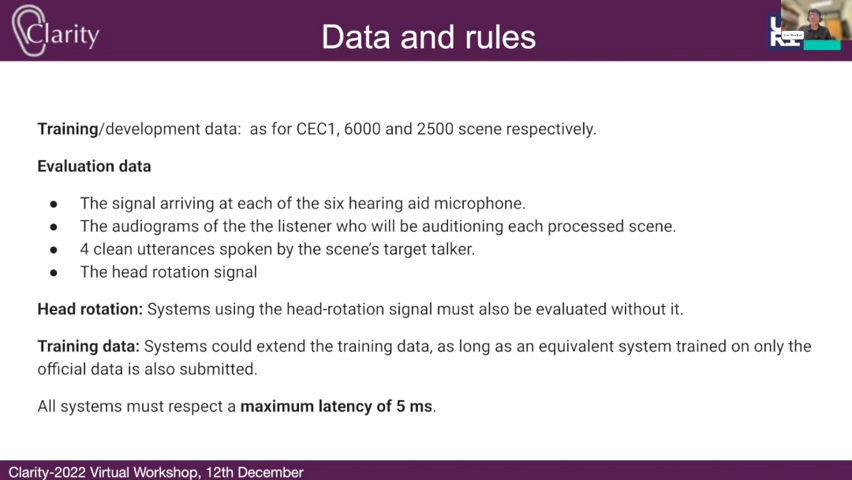 Clarity
Data and rules
Training/development data:  as for CEC1, 6000 and 2500 scene respectively.
Evaluation data
● The signal arriving at each of the six hearing aid microphone.
● The audiograms of the the listener who will be auditioning each processed scene.
● 4 clean utterances spoken by the scene's target talker.
● The head rotation signal
Head rotation: Systems using the head-rotation signal must also be evaluated without it.
Training data: Systems could extend the training data, as long as an equivalent system trained on only the
official data is also submitted.
All systems must respect a maximum latency of 5 ms.
Clarity-2022 Virtual Workshop, 12th December